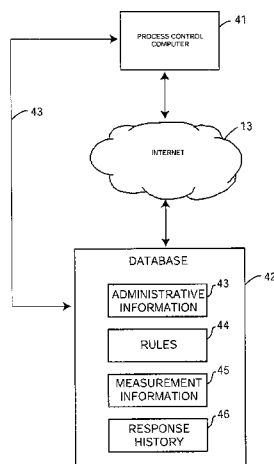 PROCESS CONTROL
COMPUTER
41
43
13
INTERNET
DATABASE
42
43
ADMINISTRATIVE
INFORMATION
44
RULES
45
MEASUREMENT
INFORMATION
46
RESPONSE
HISTORY